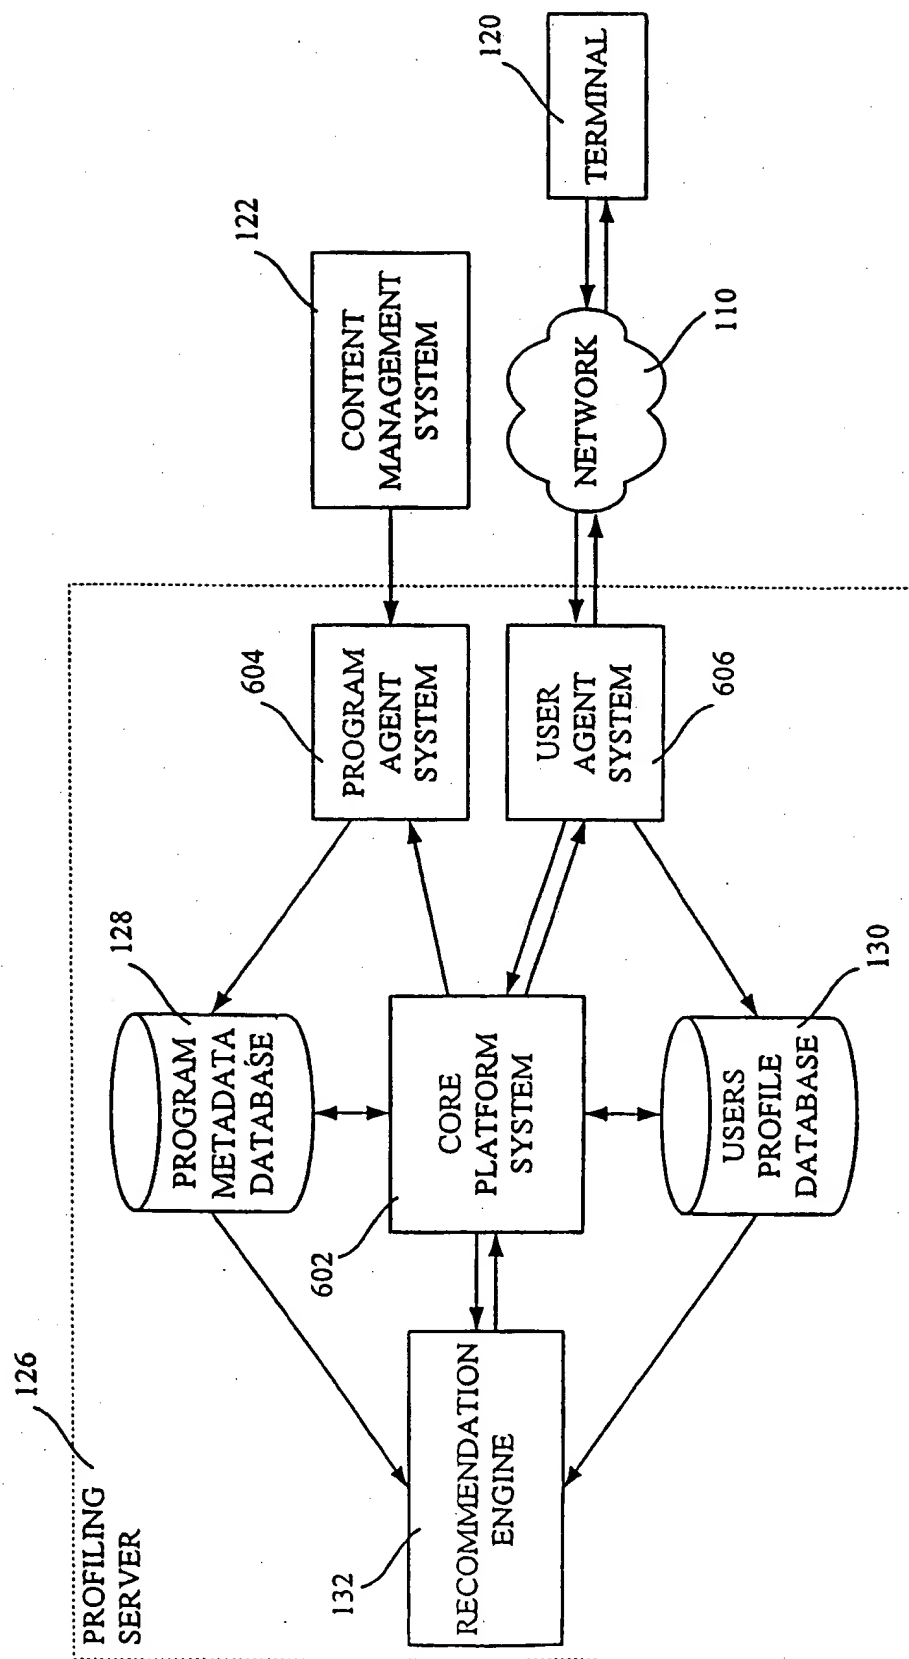 PROFILING
SERVER
126
RECOMMENDATION
ENGINE
132
PROGRAM
METADATA
DATABASE
128
CORE
PLATFORM
SYSTEM
602
USERS
PROFILE
DATABASE
130
PROGRAM
AGENT
SYSTEM
604
USER
AGENT
SYSTEM
606
CONTENT
MANAGEMENT
SYSTEM
122
NETWORK
110
TERMINAL
120